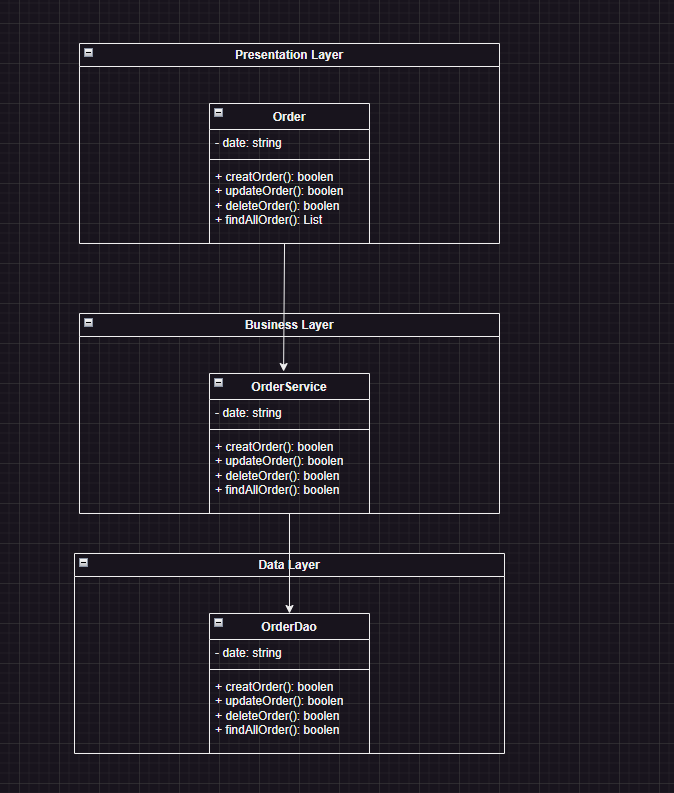 Presentation Layer
Order
- date: string
+ creatOrder(): boolen
+ updateOrder(): boolen
+ deleteOrder(): boolen
+ findAllOrder(): List
Business Layer
OrderService
- date: string
+ creatOrder(): boolen
+ updateOrder(): boolen
+ deleteOrder(): boolen
+ findAllOrder(): boolen
Data Layer
OrderDao
- date: string
+ creatOrder(): boolen
+ updateOrder(): boolen
+ deleteOrder(): boolen
+ findAllOrder(): boolen